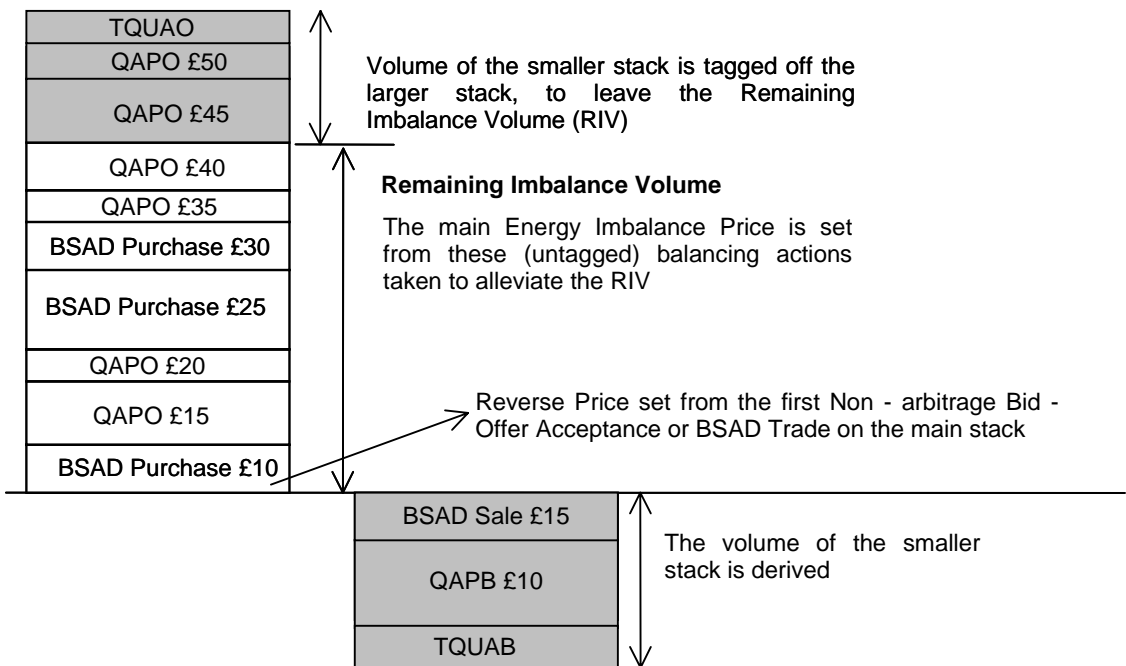 TQUAO
QAPO £50
QAPO £45
QAPO £40
QAPO £35
BSAD Purchase £30
BSAD Purchase £25
QAPO £20
QAPO £15
BSAD Purchase £10
Volume of the smaller stack is tagged off the
larger stack, to leave the Remaining
Imbalance Volume (RIV)
Remaining Imbalance Volume
The main Energy Imbalance Price is set
from these (untagged) balancing actions
taken to alleviate the RIV
Reverse Price set from the first Non - arbitrage Bid -
Offer Acceptance or BSAD Trade on the main stack
BSAD Sale £15
QAPB £10
TQUAB
The volume of the smaller
stack is derived